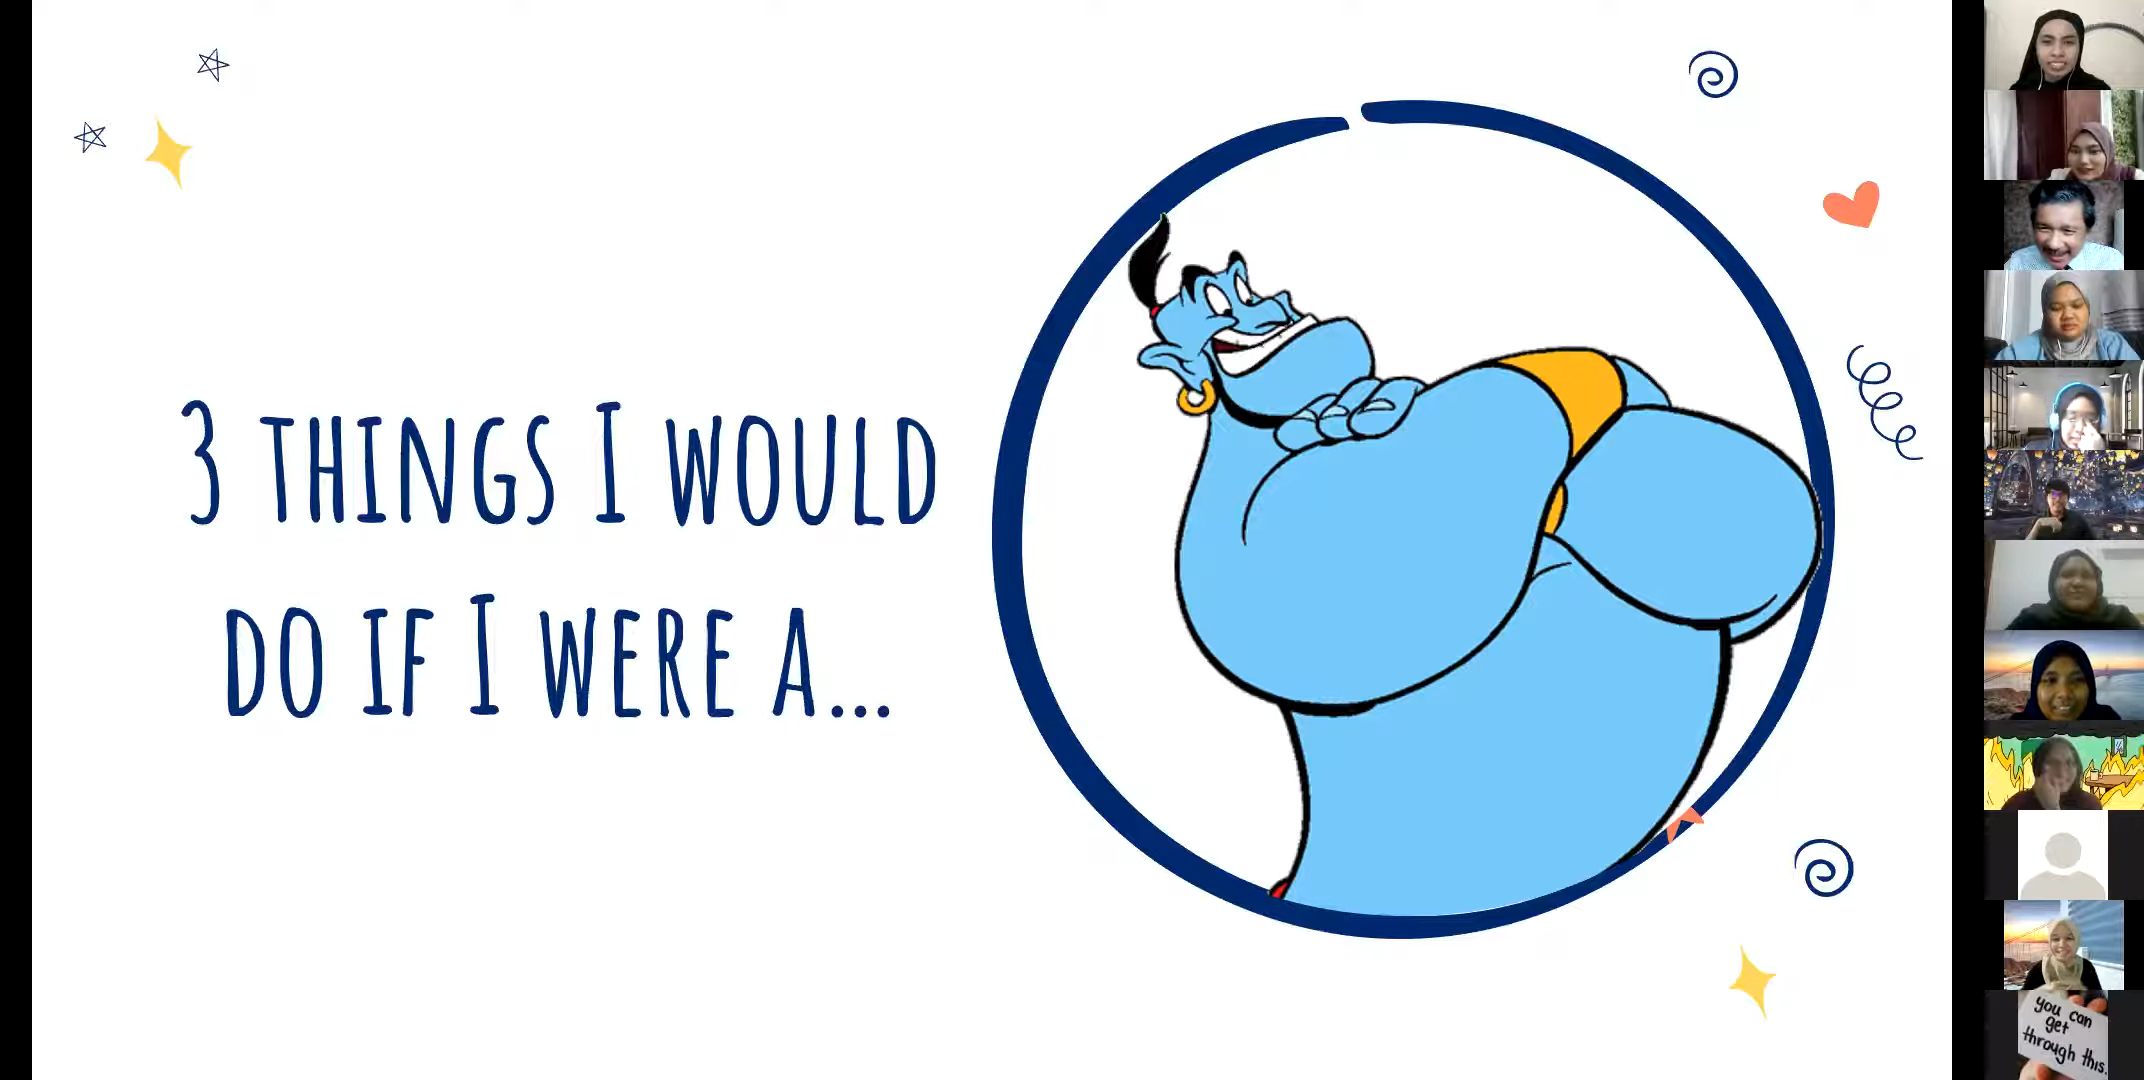 3 THINGS I WOULD
DO IF I WERE A...
you can
get
through this.